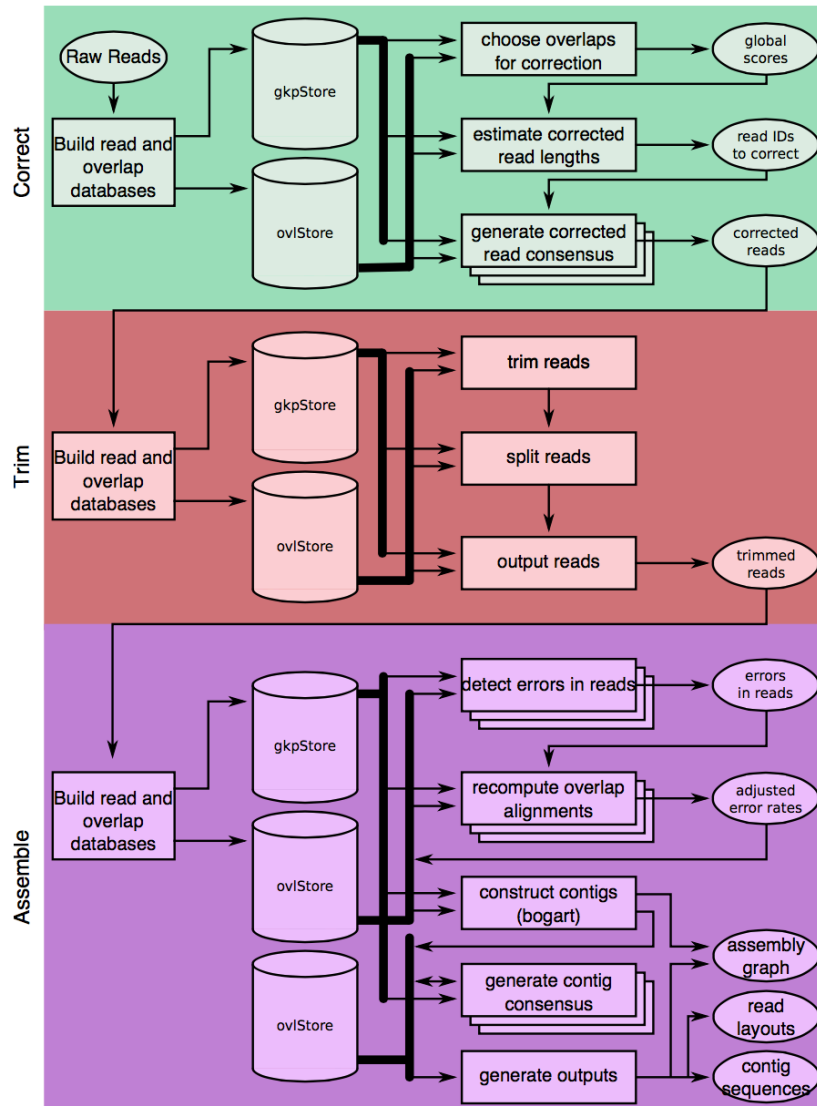 Correct
Raw Reads
Build read and
overlap
databases
gkpStore
ovlStore
choose overlaps
for correction
global
scores
estimate corrected
read lengths
read IDs
to correct
generate corrected
read consensus
corrected
reads
Trim
Build read and
overlap
databases
gkpStore
ovlStore
trim reads
split reads
output reads
trimmed
reads
Assemble
Build read and
overlap
databases
gkpStore
ovlStore
ovlStore
detect errors in reads
errors
in reads
recompute overlap
alignments
adjusted
error rates
construct contigs
(bogart)
assembly
graph
generate contig
consensus
read
layouts
generate outputs
contig
sequences